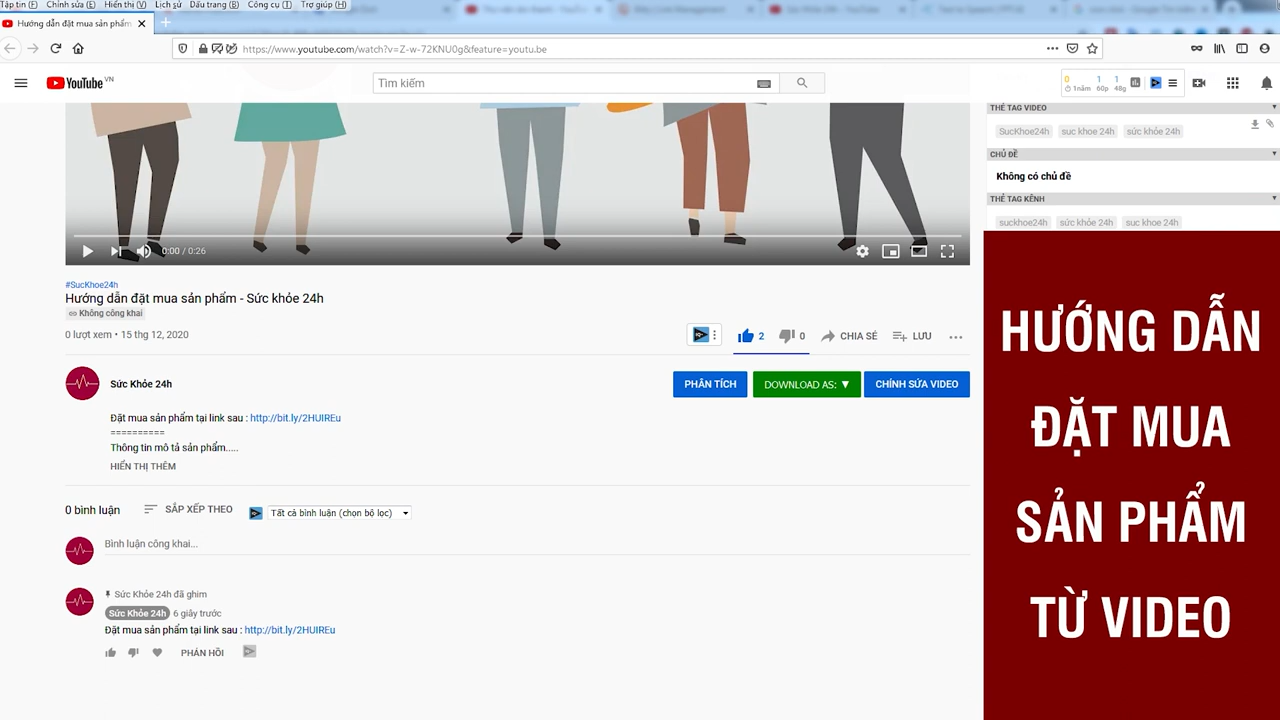 Tập tin (F) Chỉnh sửa (E) Hiển thị (V) Lịch sử Dấu trang (B) Công cụ (T) Trợ giúp (H)
Hướng dẫn đặt mua sản phẩm
https://www.youtube.com/watch?v=Z-w-72KNU0g&feature=youtu.be
YouTube VN
Tìm kiếm
0 1 1
1năm 60p 48g
THẺ TAG VIDEO
SucKhoe24h suc khoe 24h sức khỏe 24h
CHỦ ĐỀ
Không có chủ đề
THẺ TAG KÊNH
suckhoe24h sức khỏe 24h suc khoe 24h
0:00 / 0:26
#SucKhoe24h
Hướng dẫn đặt mua sản phẩm - Sức khỏe 24h
Không công khai
0 lượt xem • 15 thg 12, 2020
2 0 CHIA SẺ LƯU
Sức Khỏe 24h
PHÂN TÍCH DOWNLOAD AS: ▼ CHỈNH SỬA VIDEO
Đặt mua sản phẩm tại link sau : http://bit.ly/2HUIREu
==========
Thông tin mô tả sản phẩm.....
HIỂN THỊ THÊM
0 bình luận SẮP XẾP THEO Tất cả bình luận (chọn bộ lọc)
Bình luận công khai...
Sức Khỏe 24h đã ghim
Sức Khỏe 24h 6 giây trước
Đặt mua sản phẩm tại link sau : http://bit.ly/2HUIREu
PHẢN HỒI
HƯỚNG DẪN
ĐẶT MUA
SẢN PHẨM
TỪ VIDEO